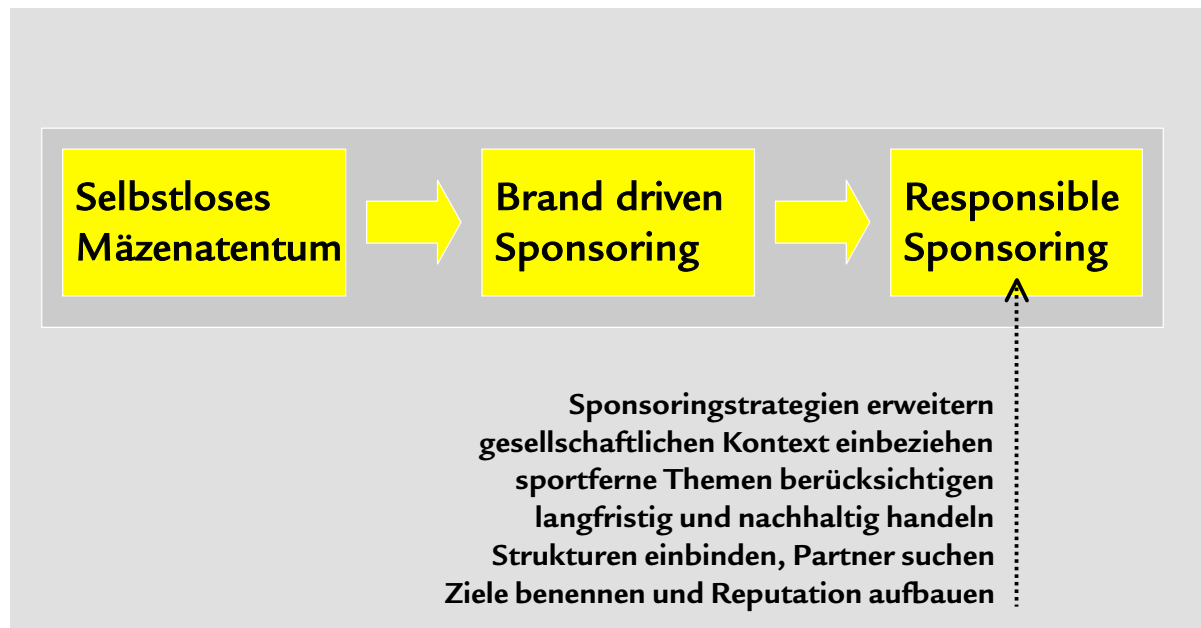 Selbstloses
Mäzenatentum
Brand driven
Sponsoring
Responsible
Sponsoring
Sponsoringstrategien erweitern
gesellschaftlichen Kontext einbeziehen
sportferne Themen berücksichtigen
langfristig und nachhaltig handeln
Strukturen einbinden, Partner suchen
Ziele benennen und Reputation aufbauen